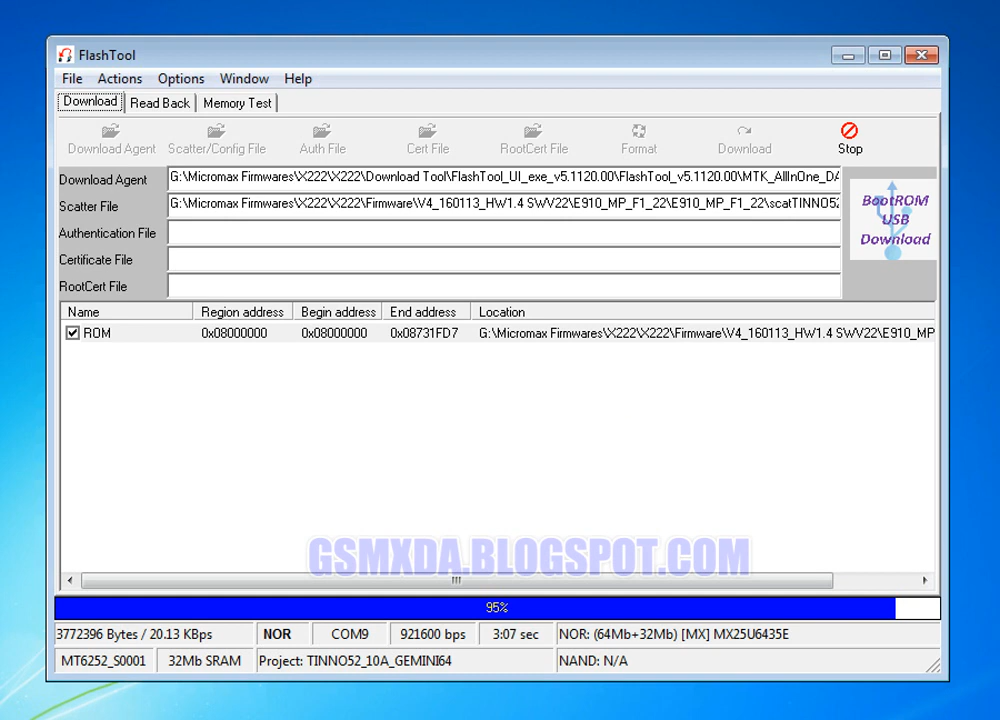 FlashTool
File Actions Options Window Help
Download Read Back Memory Test
Download Agent Scatter/Config File Auth File Cert File RootCert File Format Download Stop
Download Agent G:\Micromax Firmwares\X222\X222\Download Tool\FlashTool_UI_exe_v5.1120.00\FlashTool_v5.1120.00\MTK_AllInOne_DA
Scatter File G:\Micromax Firmwares\X222\X222\Firmware\V4_160113_HW1.4 SWV22\E910_MP_F1_22\E910_MP_F1_22\scatTINNO52
Authentication File
Certificate File
RootCert File
BootROM
USB
Download
Name Region address Begin address End address Location
ROM 0x08000000 0x08000000 0x08731FD7 G:\Micromax Firmwares\X222\X222\Firmware\V4_160113_HW1.4 SWV22\E910_MP
GSMXDA.BLOGSPOT.COM
95%
3772396 Bytes / 20.13 KBps NOR COM9 921600 bps 3:07 sec NOR: (64Mb+32Mb) [MX] MX25U6435E
MT6252_S0001 32Mb SRAM Project: TINNO52_10A_GEMINI64 NAND: N/A